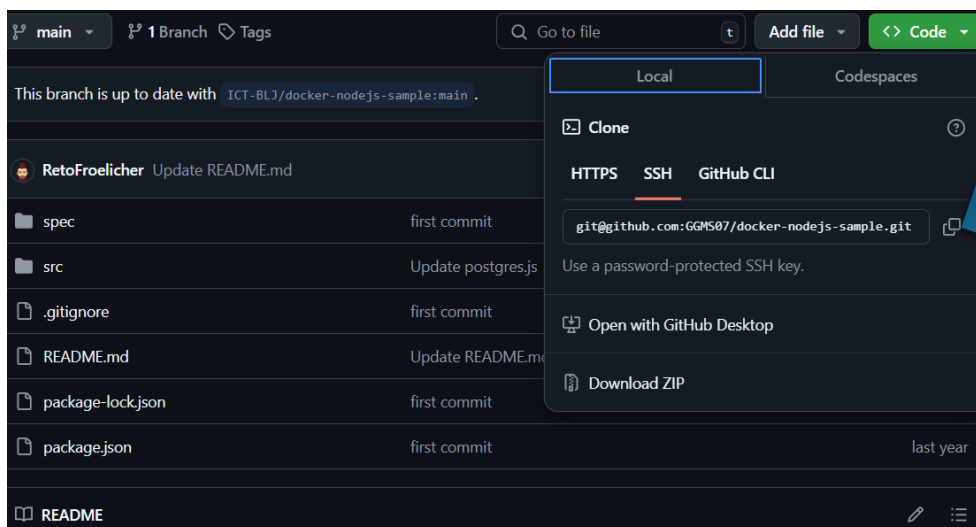 main 1 Branch Tags Go to file t Add file <> Code
This branch is up to date with ICT-BLJ/docker-nodejs-sample:main .
RetoFroelicher Update README.md
spec first commit
src Update postgres.js
.gitignore first commit
README.md Update README.m
package-lock.json first commit
package.json first commit last year
README
Local Codespaces
Clone
HTTPS SSH GitHub CLI
git@github.com:GGMS07/docker-nodejs-sample.git
Use a password-protected SSH key.
Open with GitHub Desktop
Download ZIP